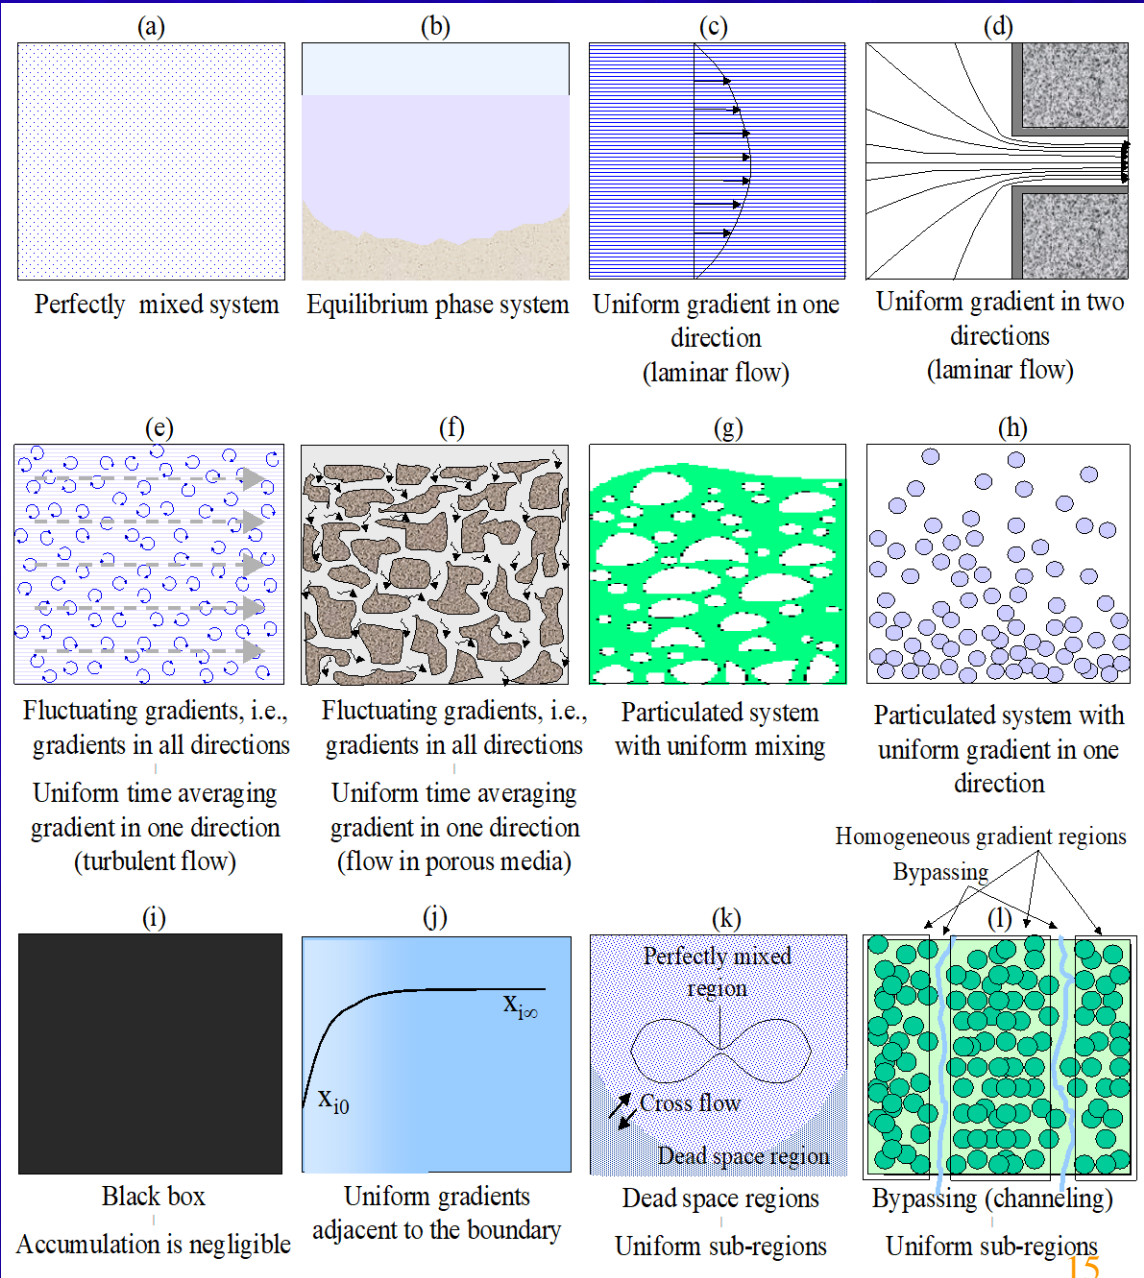 (a)
(b)
(c)
(d)
Perfectly mixed system
Equilibrium phase system
Uniform gradient in one
direction
(laminar flow)
Uniform gradient in two
directions
(laminar flow)
(e)
(f)
(g)
(h)
Fluctuating gradients, i.e.,
gradients in all directions
Uniform time averaging
gradient in one direction
(turbulent flow)
Fluctuating gradients, i.e.,
gradients in all directions
Uniform time averaging
gradient in one direction
(flow in porous media)
Particulated system
with uniform mixing
Particulated system with
uniform gradient in one
direction
Homogeneous gradient regions
Bypassing
(i)
(j)
(k)
(l)
x i0
x i∞
Perfectly mixed
region
Cross flow
Dead space region
Black box
Accumulation is negligible
Uniform gradients
adjacent to the boundary
Dead space regions
Uniform sub-regions
Bypassing (channeling)
Uniform sub-regions
15